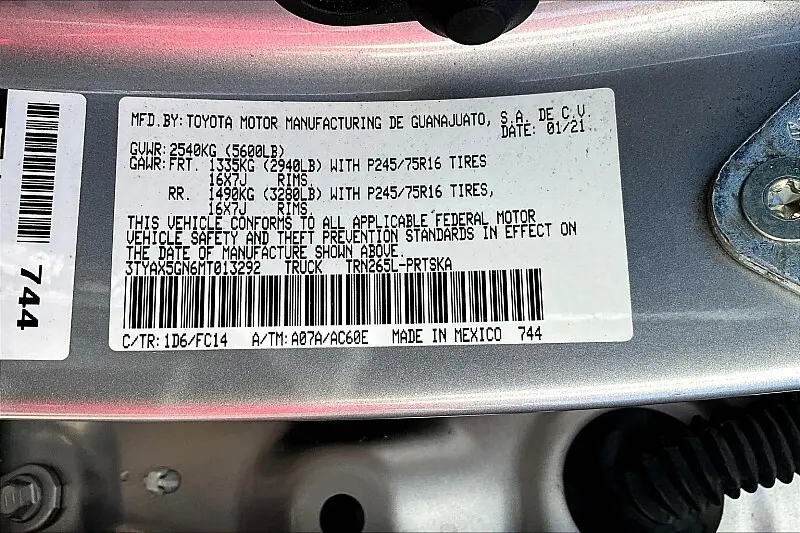 MFD.BY: TOYOTA MOTOR MANUFACTURING DE GUANAJUATO, S.A. DE C.V.
DATE: 01/21
GVWR: 2540KG (5600LB)
GAWR: FRT. 1335KG (2940LB) WITH P245/75R16 TIRES
16X7J RIMS,
RR. 1490KG (3280LB) WITH P245/75R16 TIRES,
16X7J RIMS.
THIS VEHICLE CONFORMS TO ALL APPLICABLE FEDERAL MOTOR
VEHICLE SAFETY AND THEFT PREVENTION STANDARDS IN EFFECT ON
THE DATE OF MANUFACTURE SHOWN ABOVE.
3TYAX5GN6MT013292 TRUCK TRN265L-PRTSKA
C/TR: 1D6/FC14 A/TM: A07A/AC60E MADE IN MEXICO 744
744